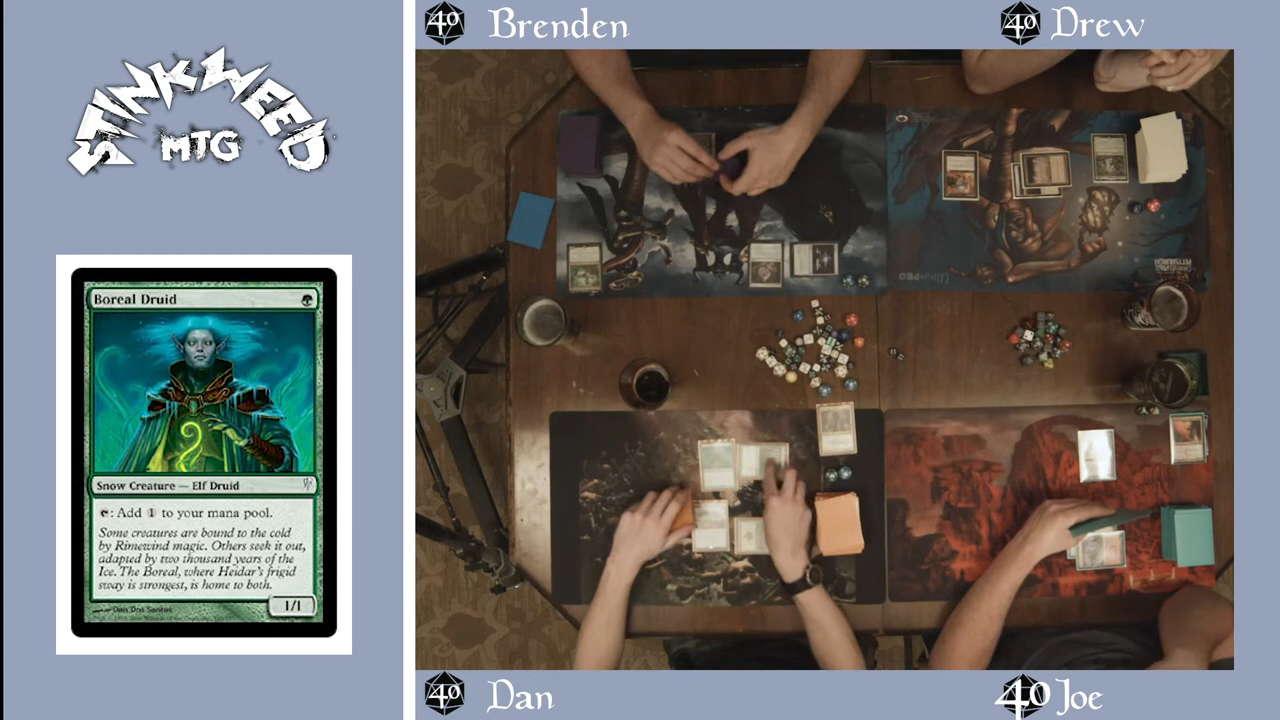 40 Brenden
40 Drew
STINKWEED
MTG
Boreal Druid
Snow Creature — Elf Druid
: Add 1 to your mana pool.
Some creatures are bound to the cold
by Rimewind magic. Others seek it out,
adapted by two thousand years of the
Ice. The Boreal, where Heidar's frigid
sway is strongest, is home to both.
Dan Dos Santos
1/1
40 Dan
40 Joe